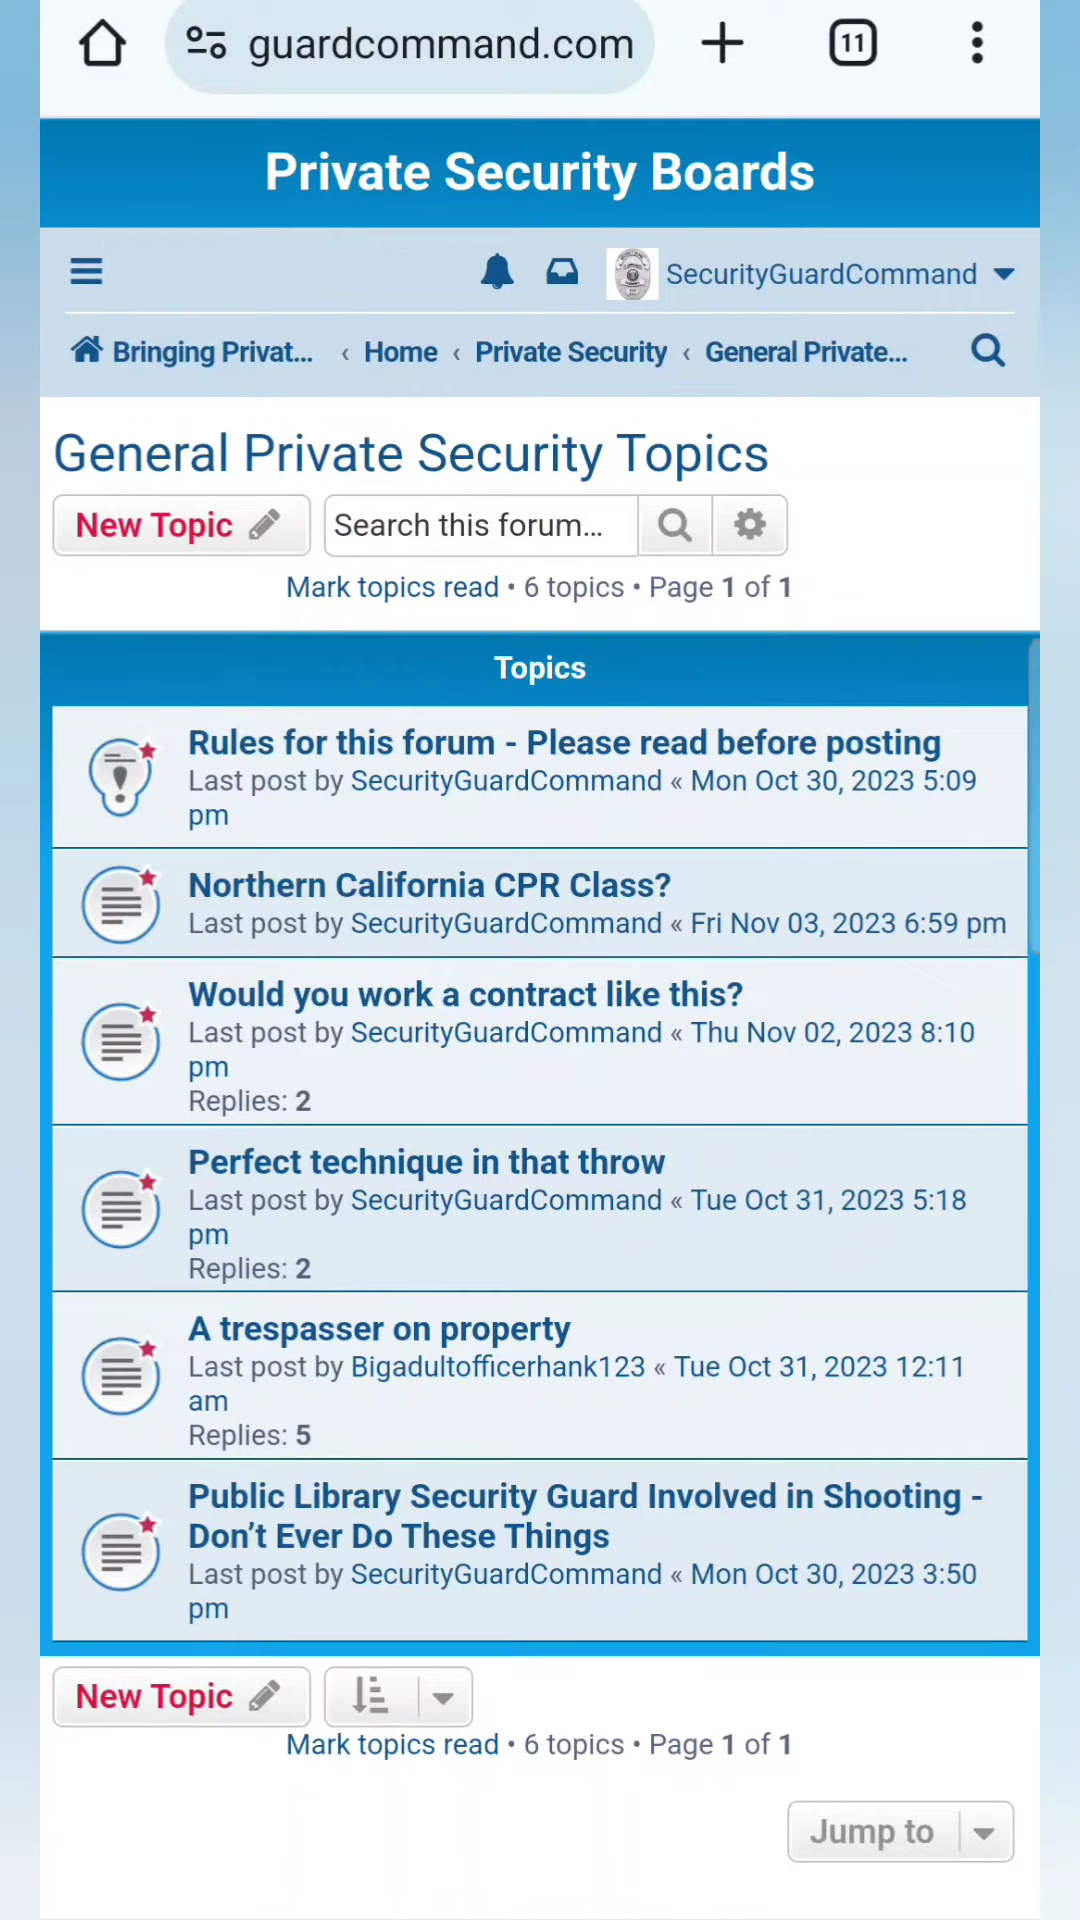 guardcommand.com
11
Private Security Boards
SecurityGuardCommand
Bringing Privat... ‹ Home ‹ Private Security ‹ General Private...
General Private Security Topics
New Topic
Search this forum...
Mark topics read • 6 topics • Page 1 of 1
Topics
Rules for this forum - Please read before posting
Last post by SecurityGuardCommand « Mon Oct 30, 2023 5:09
pm
Northern California CPR Class?
Last post by SecurityGuardCommand « Fri Nov 03, 2023 6:59 pm
Would you work a contract like this?
Last post by SecurityGuardCommand « Thu Nov 02, 2023 8:10
pm
Replies: 2
Perfect technique in that throw
Last post by SecurityGuardCommand « Tue Oct 31, 2023 5:18
pm
Replies: 2
A trespasser on property
Last post by Bigadultofficerhank123 « Tue Oct 31, 2023 12:11
am
Replies: 5
Public Library Security Guard Involved in Shooting -
Don’t Ever Do These Things
Last post by SecurityGuardCommand « Mon Oct 30, 2023 3:50
pm
New Topic
Mark topics read • 6 topics • Page 1 of 1
Jump to